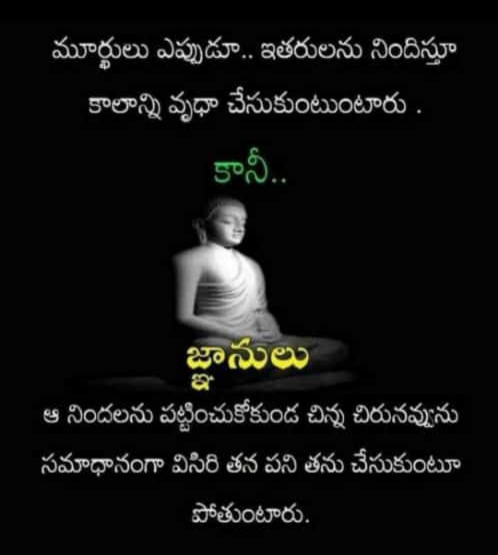 మూర్ఖులు ఎప్పుడూ.. ఇతరులను నిందిస్తూ
కాలాన్ని వృధా చేసుకుంటుంటారు .
కానీ..
జ్ఞానులు
ఆ నిందలను పట్టించుకోకుండ చిన్న చిరునవ్వును
సమాధానంగా విసిరి తన పని తను చేసుకుంటూ
పోతుంటారు.